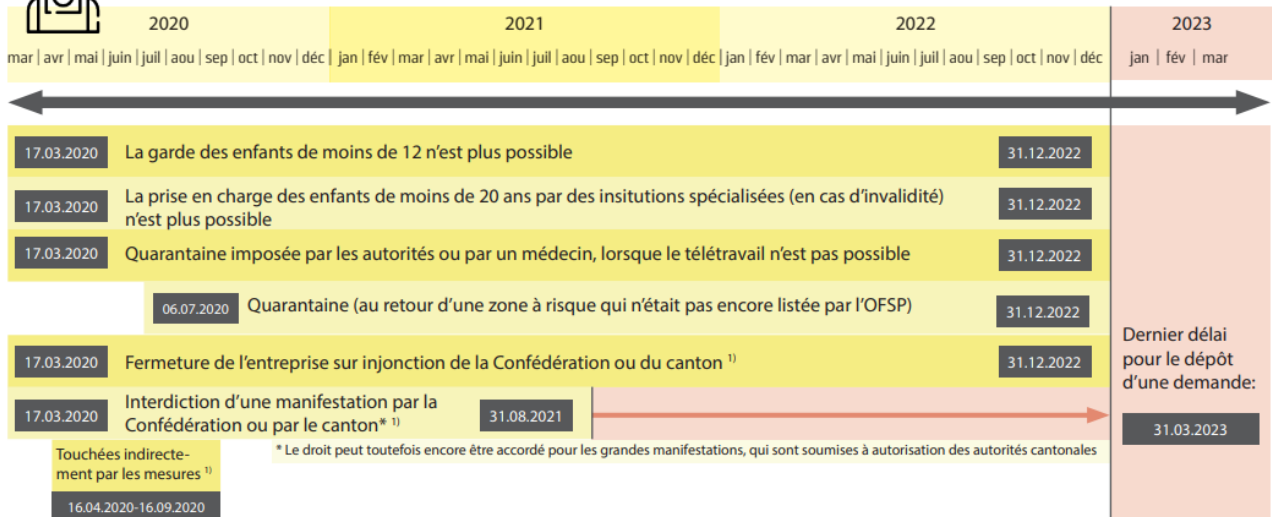 2020 2021 2022 2023
mar | avr | mai | juin | juil | aou | sep | oct | nov | déc | jan | fév | mar | avr | mai | juin | juil | aou | sep | oct | nov | déc | jan | fév | mar | avr | mai | juin | juil | aou | sep | oct | nov | déc jan | fév | mar
17.03.2020 La garde des enfants de moins de 12 n'est plus possible 31.12.2022
17.03.2020 La prise en charge des enfants de moins de 20 ans par des insitutions spécialisées (en cas d'invalidité)
n'est plus possible 31.12.2022
17.03.2020 Quarantaine imposée par les autorités ou par un médecin, lorsque le télétravail n'est pas possible 31.12.2022
06.07.2020 Quarantaine (au retour d'une zone à risque qui n'était pas encore listée par l'OFSP) 31.12.2022
17.03.2020 Fermeture de l'entreprise sur injonction de la Confédération ou du canton 1) 31.12.2022
17.03.2020 Interdiction d'une manifestation par la
Confédération ou par le canton* 1) 31.08.2021
Dernier délai
pour le dépôt
d'une demande:
31.03.2023
* Le droit peut toutefois encore être accordé pour les grandes manifestations, qui sont soumises à autorisation des autorités cantonales
Touchées indirecte-
ment par les mesures 1)
16.04.2020-16.09.2020